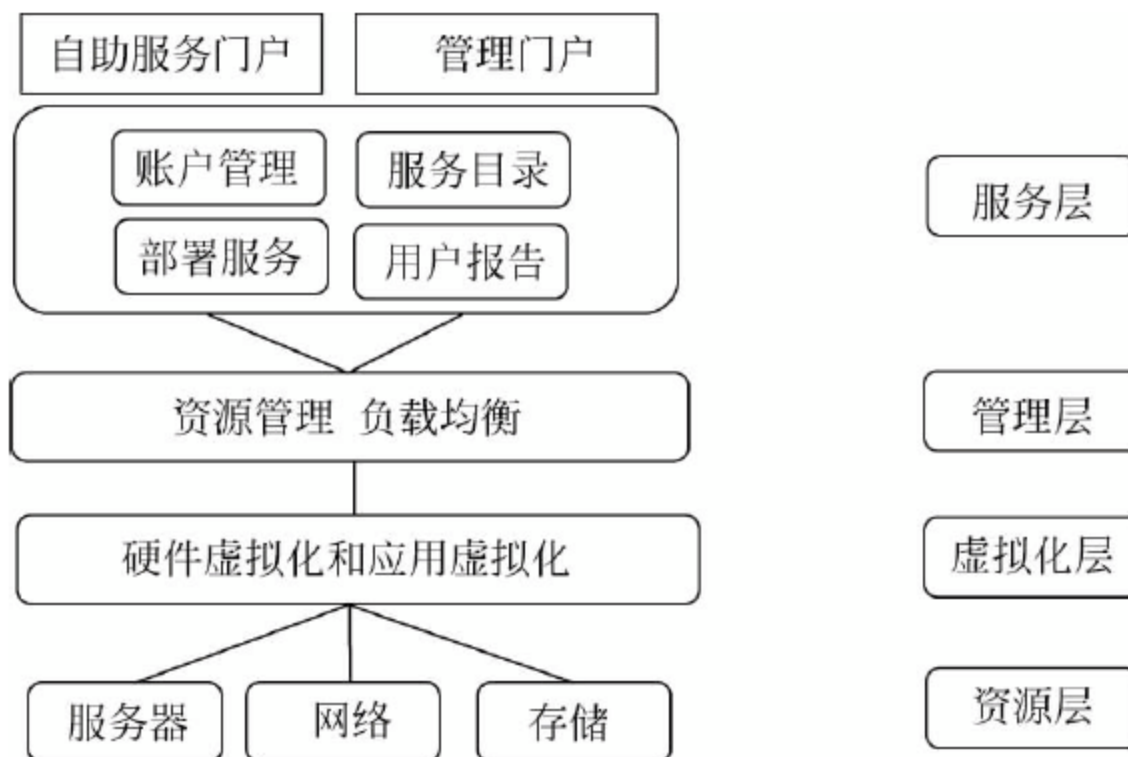 自助服务门户 管理门户
账户管理 服务目录
服务层
部署服务 用户报告
资源管理 负载均衡
管理层
硬件虚拟化和应用虚拟化
虚拟化层
服务器 网络 存储
资源层